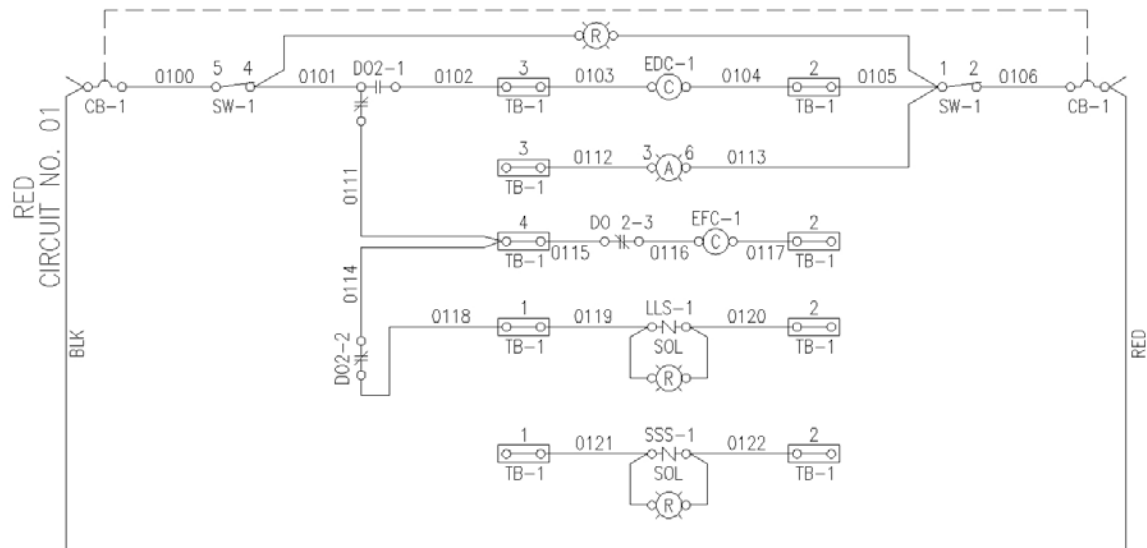 R
0100 5 4 0101 DO2-1 0102 3 0103 EDC-1 0104 2 0105 1 2 0106
C
CB-1 SW-1 TB-1 TB-1 SW-1 CB-1
RED
CIRCUIT NO. 01
3 0112 3 A 6 0113
TB-1
0111
4 0115 DO 2-3 0116 EFC-1 0117 2
C
TB-1 TB-1
0114
0118 1 0119 LLS-1 0120 2
TB-1 SOL TB-1
R
DO2-2
BLK
RED
1 0121 SSS-1 0122 2
TB-1 SOL TB-1
R